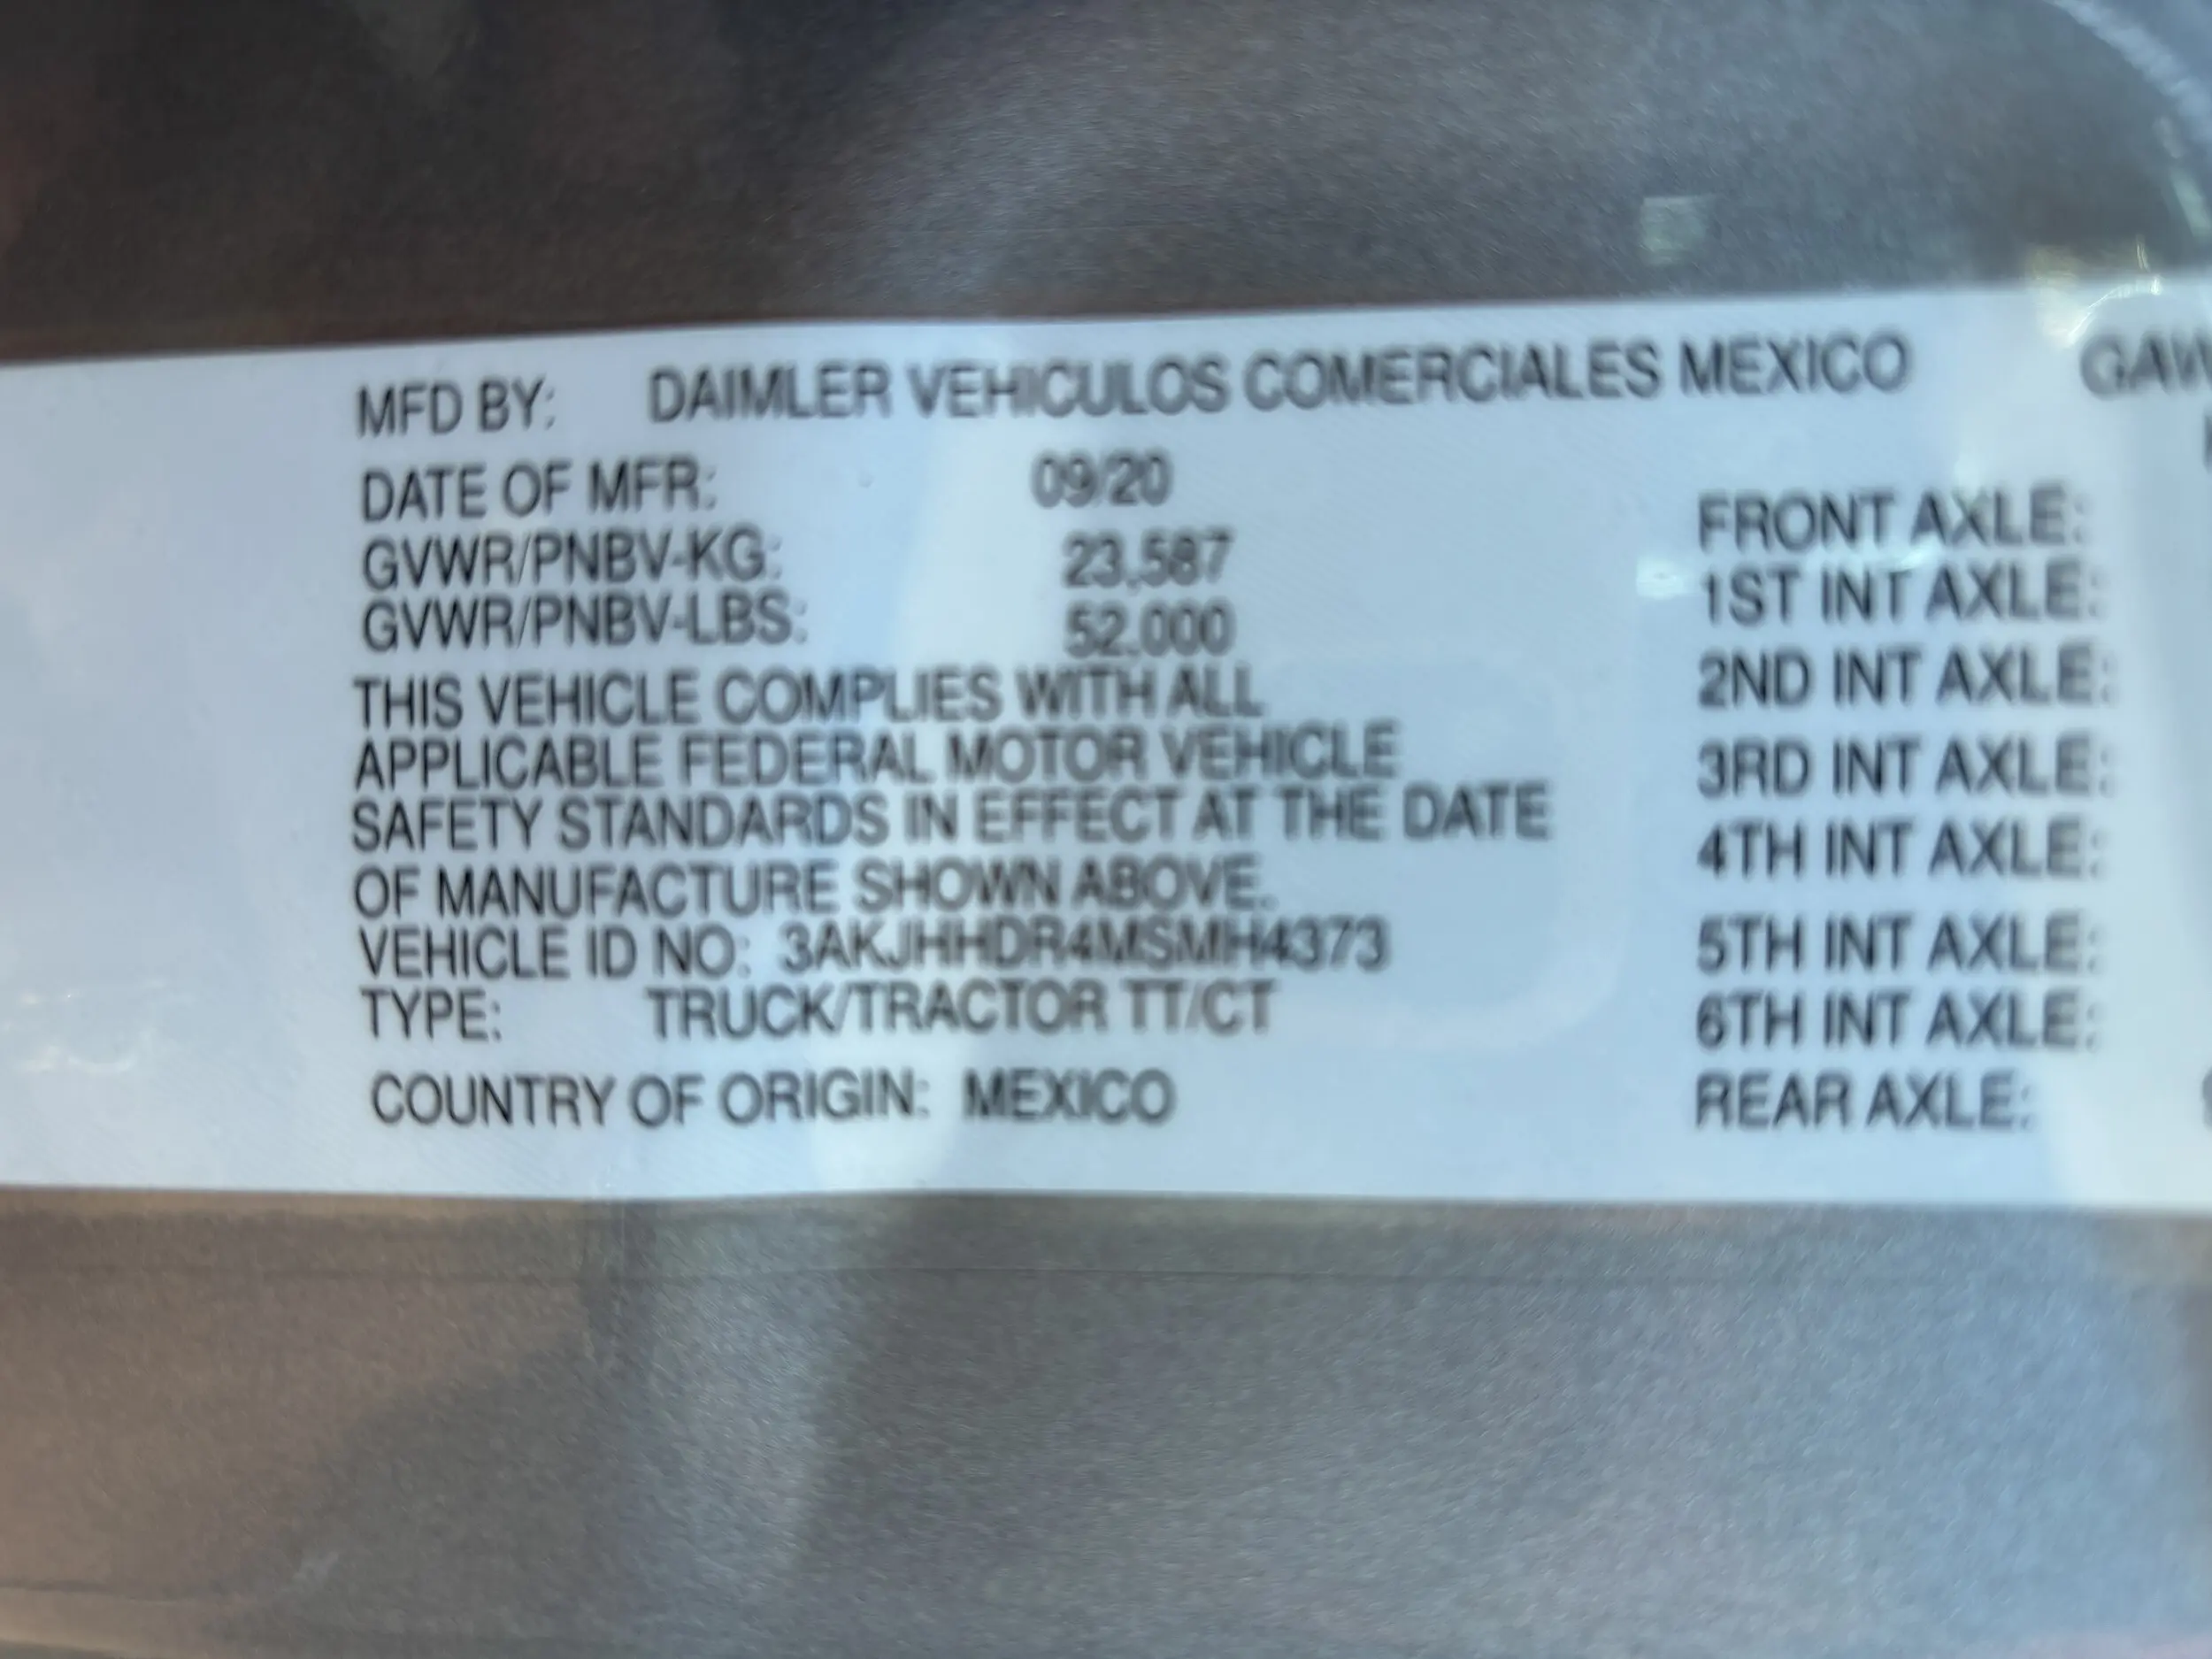 MFD BY: DAIMLER VEHICULOS COMERCIALES MEXICO
DATE OF MFR: 09/20
GVWR/PNBV-KG: 23,587
GVWR/PNBV-LBS: 52,000
THIS VEHICLE COMPLIES WITH ALL
APPLICABLE FEDERAL MOTOR VEHICLE
SAFETY STANDARDS IN EFFECT AT THE DATE
OF MANUFACTURE SHOWN ABOVE.
VEHICLE ID NO: 3AKJHHDR4MSMH4373
TYPE: TRUCK/TRACTOR TT/CT
COUNTRY OF ORIGIN: MEXICO
FRONT AXLE:
1ST INT AXLE:
2ND INT AXLE:
3RD INT AXLE:
4TH INT AXLE:
5TH INT AXLE:
6TH INT AXLE:
REAR AXLE: